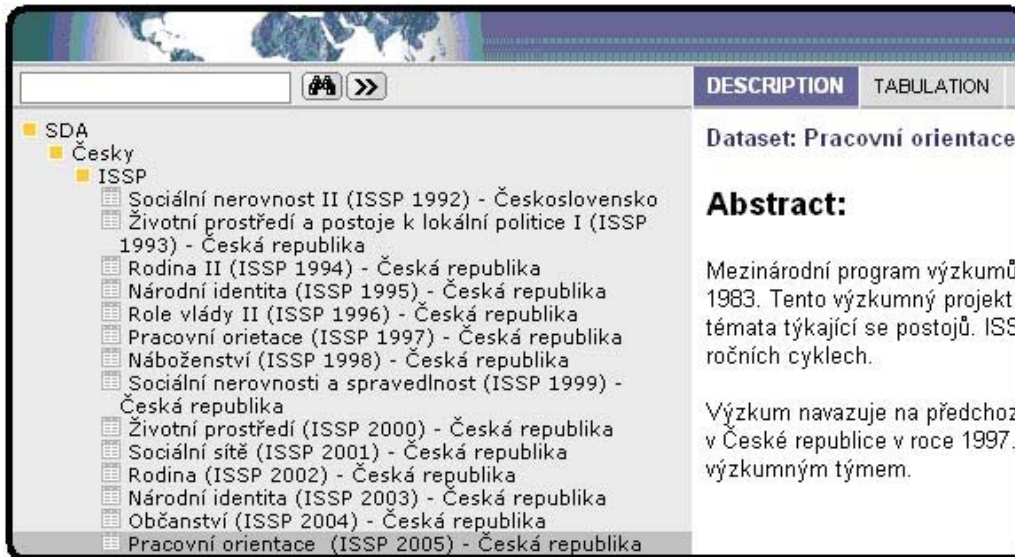 DESCRIPTION
TABULATION
SDA
Česky
ISSP
Sociální nerovnost II (ISSP 1992) - Československo
Životní prostředí a postoje k lokální politice I (ISSP
1993) - Česká republika
Rodina II (ISSP 1994) - Česká republika
Národní identita (ISSP 1995) - Česká republika
Role vlády II (ISSP 1996) - Česká republika
Pracovní orietace (ISSP 1997) - Česká republika
Náboženství (ISSP 1998) - Česká republika
Sociální nerovnosti a spravedlnost (ISSP 1999) -
Česká republika
Životní prostředí (ISSP 2000) - Česká republika
Sociální sítě (ISSP 2001) - Česká republika
Rodina (ISSP 2002) - Česká republika
Národní identita (ISSP 2003) - Česká republika
Občanství (ISSP 2004) - Česká republika
Pracovní orientace (ISSP 2005) - Česká republika
Dataset: Pracovní orientace
Abstract:
Mezinárodní program výzkumů
1983. Tento výzkumný projekt
témata týkající se postojů. ISS
ročních cyklech.
Výzkum navazuje na předchoz
v České republice v roce 1997.
výzkumným týmem.